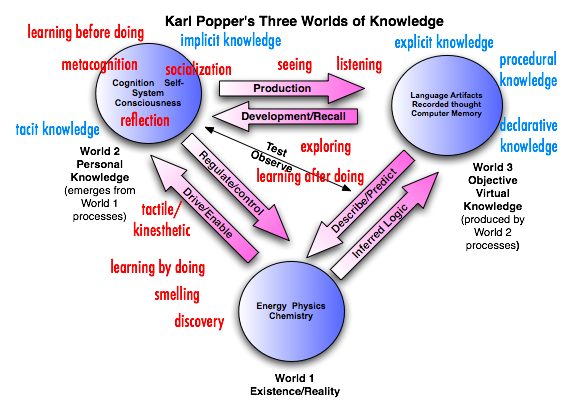 Karl Popper's Three Worlds of Knowledge
learning before doing
implicit knowledge
explicit knowledge
metacognition
socialization
seeing
listening
procedural
knowledge
Cognition Self-
System
Consciousness
Production
Language Artifacts
Recorded thought
Computer Memory
reflection
Development/Recall
tacit knowledge
declarative
knowledge
World 2
Personal
Knowledge
(emerges from
World 1
processes)
Test
Observe
exploring
learning after doing
Regulate/control
Drive/Enable
Describe/Predict
Inferred Logic
World 3
Objective
Virtual
Knowledge
(produced by
World 2
processes)
tactile/
kinesthetic
learning by doing
smelling
discovery
Energy Physics
Chemistry
World 1
Existence/Reality